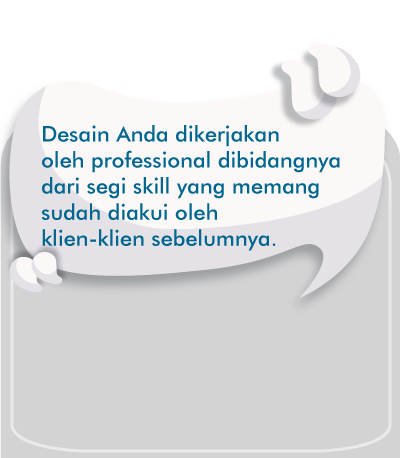 Desain Anda dikerjakan
oleh professional dibidangnya
dari segi skill yang memang
sudah diakui oleh
klien-klien sebelumnya.